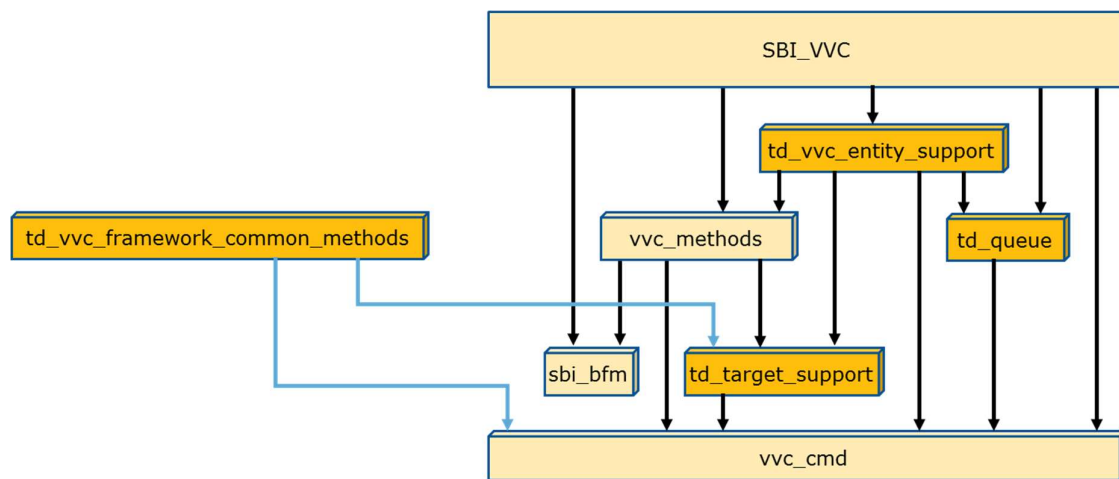 SBI_VVC
td_vvc_entity_support
td_vvc_framework_common_methods
vvc_methods
td_queue
sbi_bfm
td_target_support
vvc_cmd